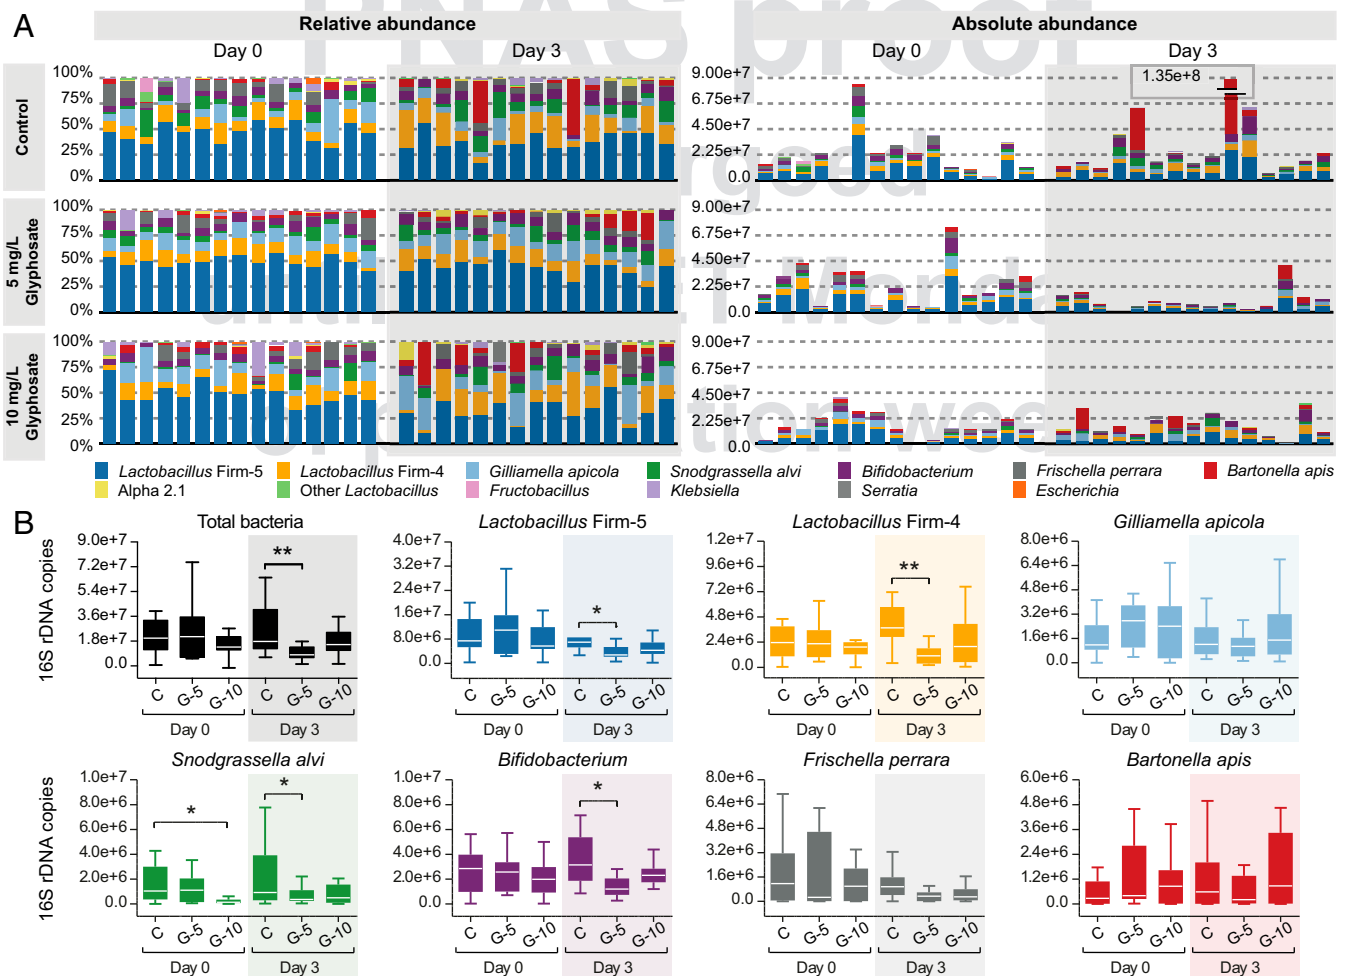 PNAS proof
A
Relative abundance
Absolute abundance
Day 0
Day 3
Day 0
Day 3
Control
100%
75%
50%
25%
0%
9.00e+7
6.75e+7
4.50e+7
2.25e+7
0.0
1.35e+8
5 mg/L
Glyphosate
100%
75%
50%
25%
0%
9.00e+7
6.75e+7
4.50e+7
2.25e+7
0.0
10 mg/L
Glyphosate
100%
75%
50%
25%
0%
9.00e+7
6.75e+7
4.50e+7
2.25e+7
0.0
Lactobacillus Firm-5
Lactobacillus Firm-4
Gilliamella apicola
Snodgrassella alvi
Bifidobacterium
Frischella perrara
Bartonella apis
Alpha 2.1
Other Lactobacillus
Fructobacillus
Klebsiella
Serratia
Escherichia
B
Total bacteria
16S rDNA copies
9.0e+7
7.2e+7
5.4e+7
3.6e+7
1.8e+7
0.0
**
C G-5 G-10 C G-5 G-10
Day 0 Day 3
Lactobacillus Firm-5
4.0e+7
3.2e+7
2.4e+7
1.6e+7
8.0e+6
0.0
*
C G-5 G-10 C G-5 G-10
Day 0 Day 3
Lactobacillus Firm-4
1.2e+7
9.6e+6
7.2e+6
4.8e+6
2.4e+6
0.0
**
C G-5 G-10 C G-5 G-10
Day 0 Day 3
Gilliamella apicola
8.0e+6
6.4e+6
4.8e+6
3.2e+6
1.6e+6
0.0
C G-5 G-10 C G-5 G-10
Day 0 Day 3
Snodgrassella alvi
16S rDNA copies
1.0e+7
8.0e+6
6.0e+6
4.0e+6
2.0e+6
0.0
*
*
C G-5 G-10 C G-5 G-10
Day 0 Day 3
Bifidobacterium
1.0e+7
8.0e+6
6.0e+6
4.0e+6
2.0e+6
0.0
*
C G-5 G-10 C G-5 G-10
Day 0 Day 3
Frischella perrara
8.0e+6
6.4e+6
4.8e+6
3.2e+6
1.6e+6
0.0
C G-5 G-10 C G-5 G-10
Day 0 Day 3
Bartonella apis
6.0e+6
4.8e+6
3.6e+6
2.4e+6
1.2e+6
0.0
C G-5 G-10 C G-5 G-10
Day 0 Day 3